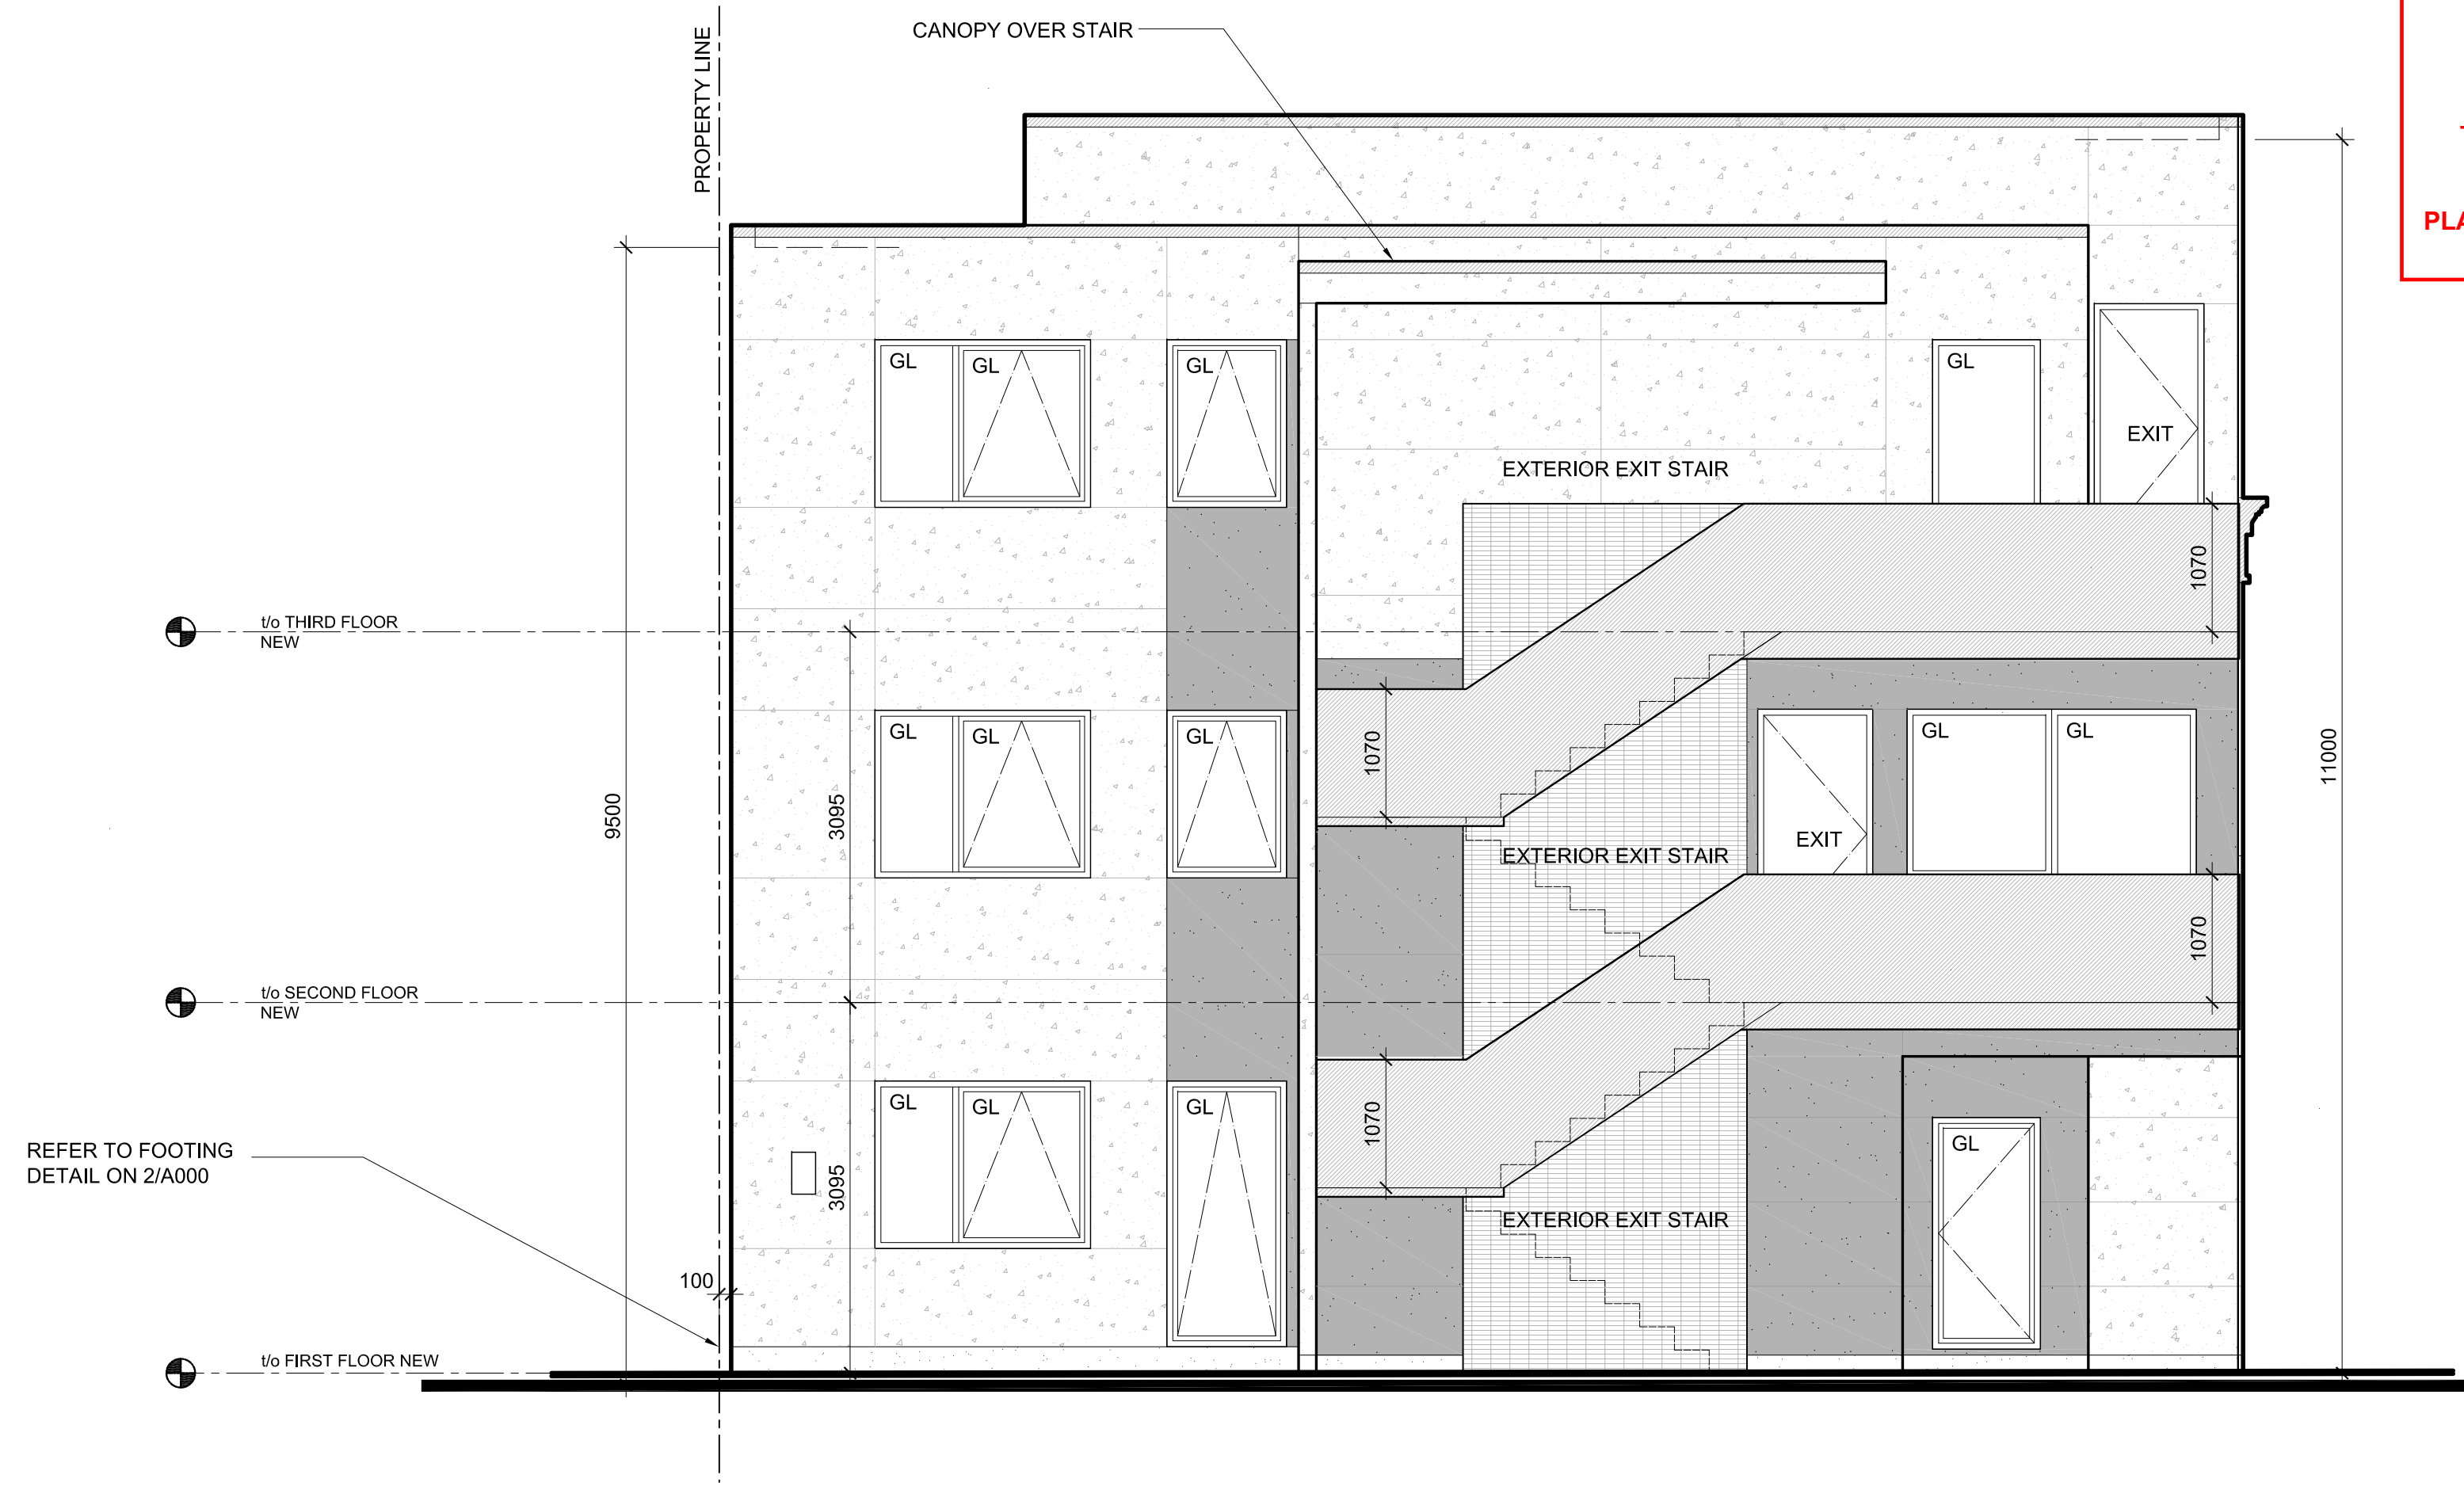 CANOPY OVER STAIR
PROPERTY LINE
PLA
GL
GL
GL
GL
EXIT
EXTERIOR EXIT STAIR
1070
t/o THIRD FLOOR
NEW
1070
GL
GL
GL
GL
GL
11000
9500
3095
EXIT
EXTERIOR EXIT STAIR
1070
t/o SECOND FLOOR
NEW
GL
GL
GL
1070
GL
REFER TO FOOTING
DETAIL ON 2/A000
3095
EXTERIOR EXIT STAIR
100
t/o FIRST FLOOR NEW